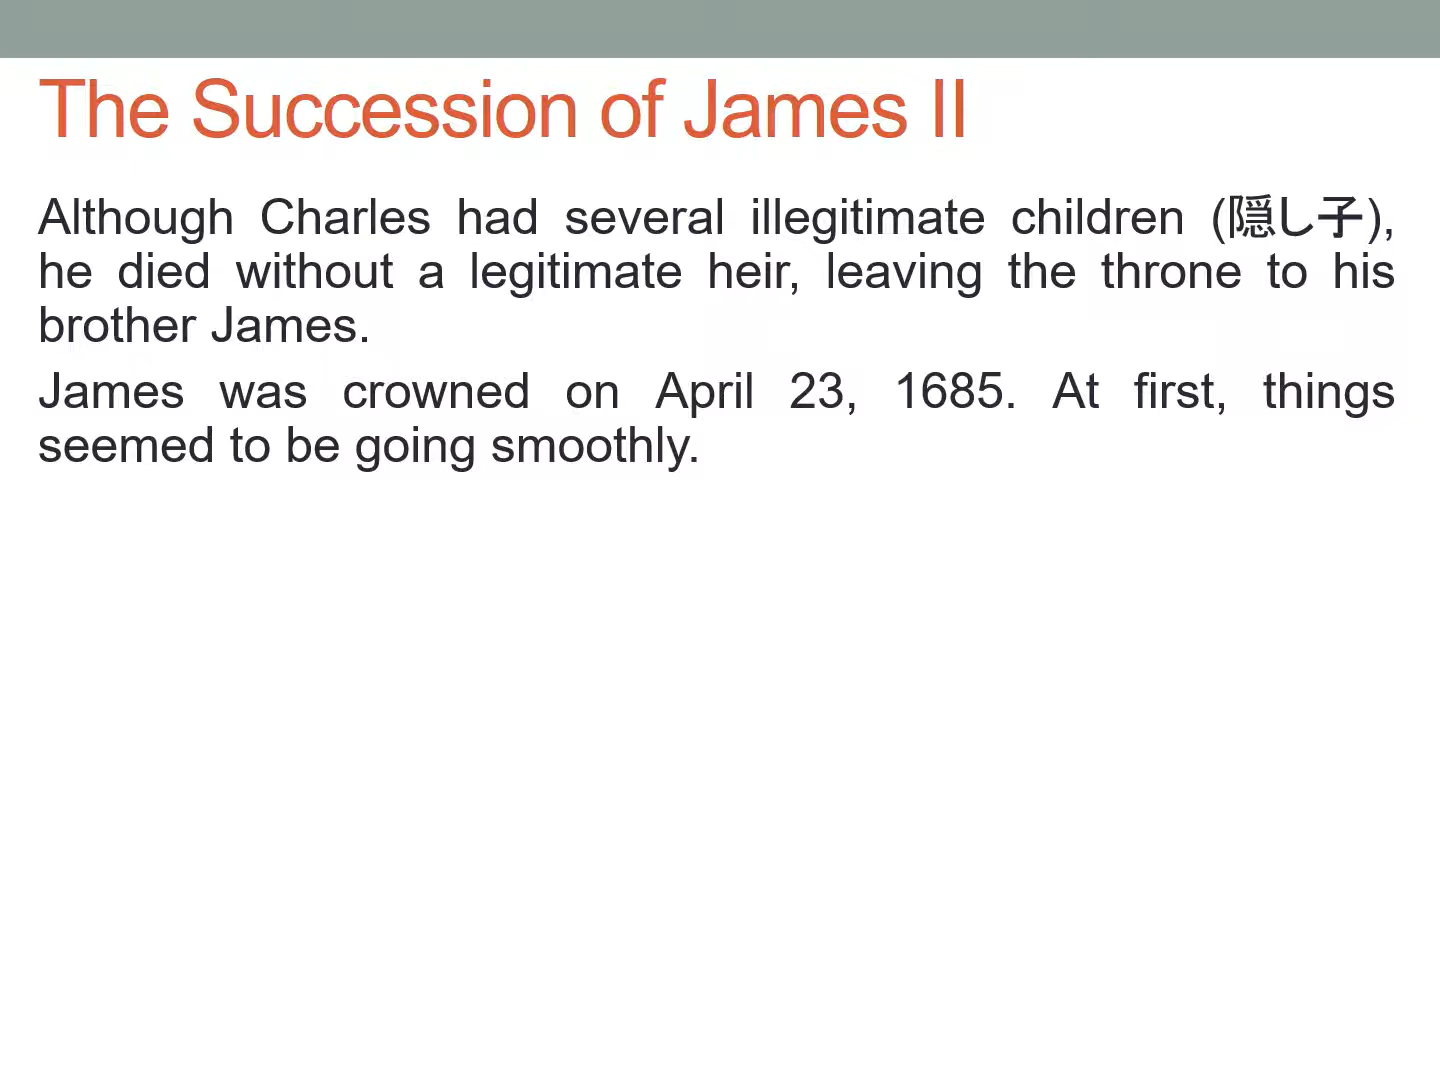 The Succession of James II
Although Charles had several illegitimate children (隠し子),
he died without a legitimate heir, leaving the throne to his
brother James.
James was crowned on April 23, 1685. At first, things
seemed to be going smoothly.